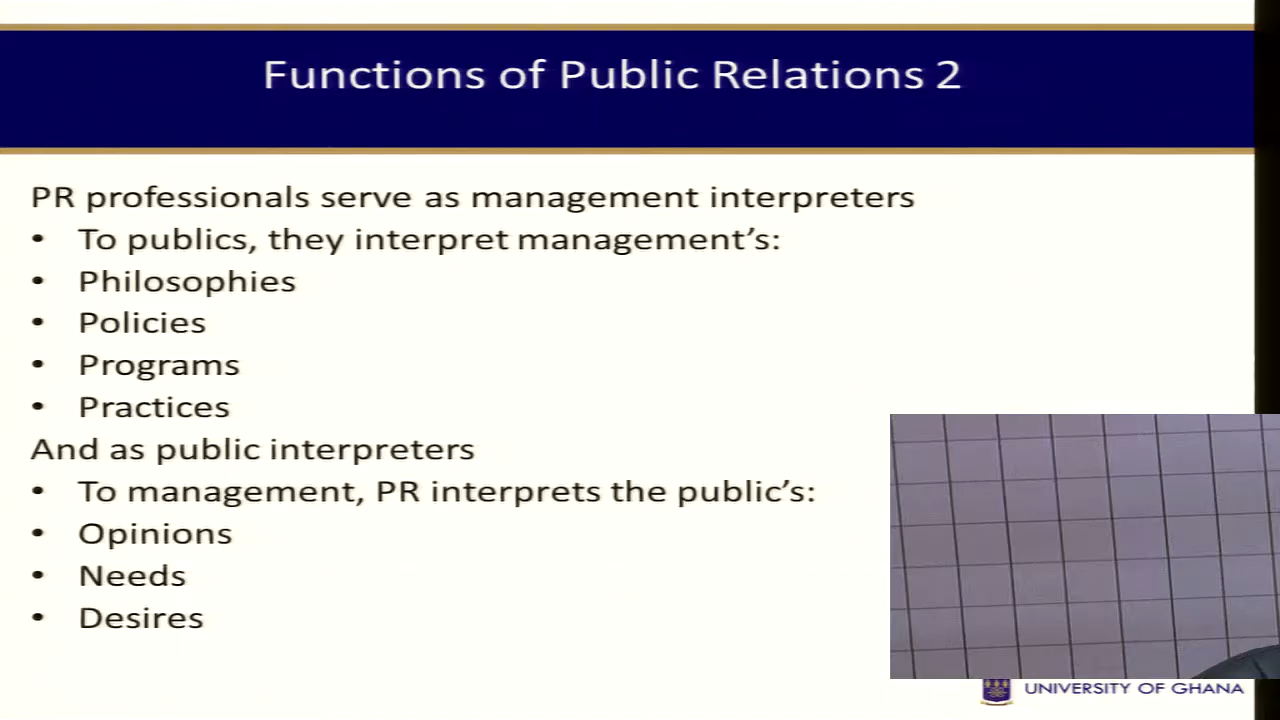 Functions of Public Relations 2
PR professionals serve as management interpreters
• To publics, they interpret management’s:
• Philosophies
• Policies
• Programs
• Practices
And as public interpreters
• To management, PR interprets the public’s:
• Opinions
• Needs
• Desires
UNIVERSITY OF GHANA